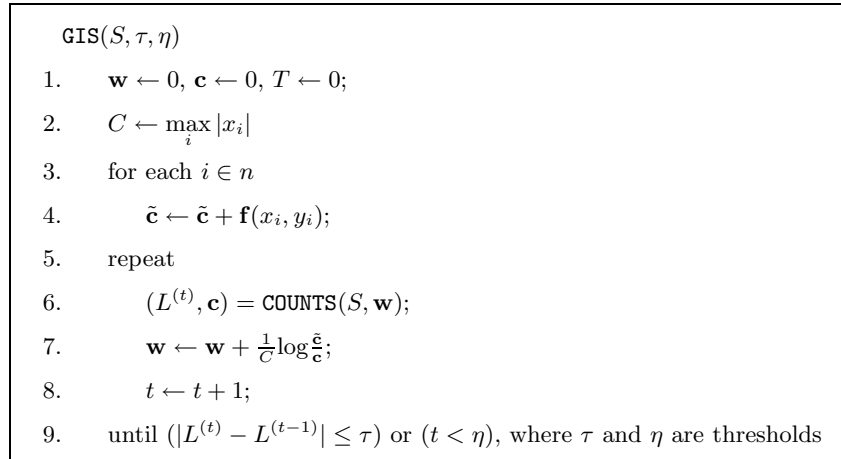 GIS(S, τ, η)
1. w ← 0, c ← 0, T ← 0;
2. C ← max_i |x_i|
3. for each i ∈ n
4. c̃ ← c̃ + f(x_i, y_i);
5. repeat
6. (L^(t), c) = COUNTS(S, w);
7. w ← w + 1/C log c̃/c;
8. t ← t + 1;
9. until (|L^(t) − L^(t−1)| ≤ τ) or (t < η), where τ and η are thresholds